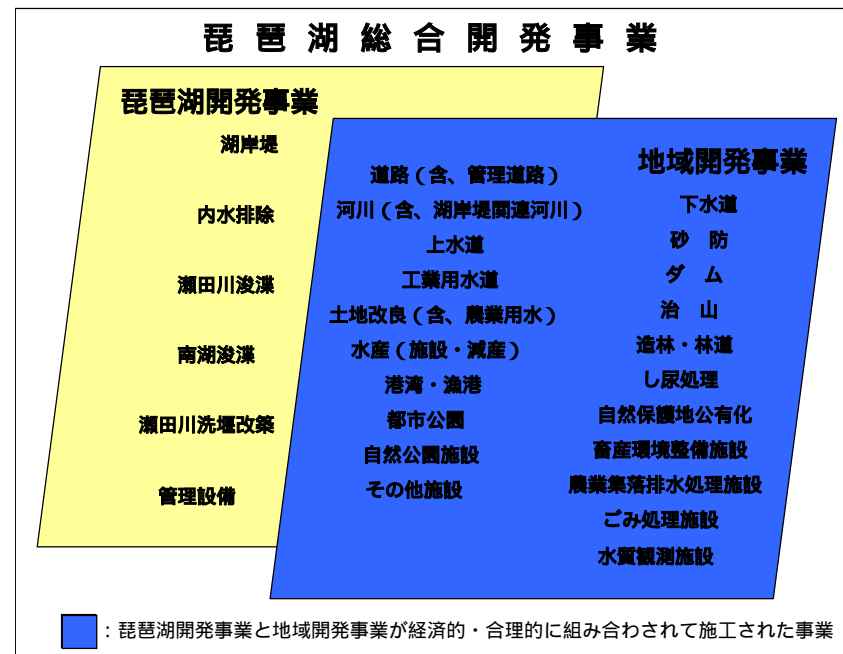 琵琶湖総合開発事業
琵琶湖開発事業
湖岸堤
内水排除
瀬田川浚渫
南湖浚渫
瀬田川洗堰改築
管理設備
道路（含、管理道路）
河川（含、湖岸堤関連河川）
上水道
工業用水道
土地改良（含、農業用水）
水産（施設・減産）
港湾・漁港
都市公園
自然公園施設
その他施設
地域開発事業
下水道
砂　防
ダ　ム
治　山
造林・林道
し尿処理
自然保護地公有化
畜産環境整備施設
農業集落排水処理施設
ごみ処理施設
水質観測施設
：琵琶湖開発事業と地域開発事業が経済的・合理的に組み合わされて施工された事業